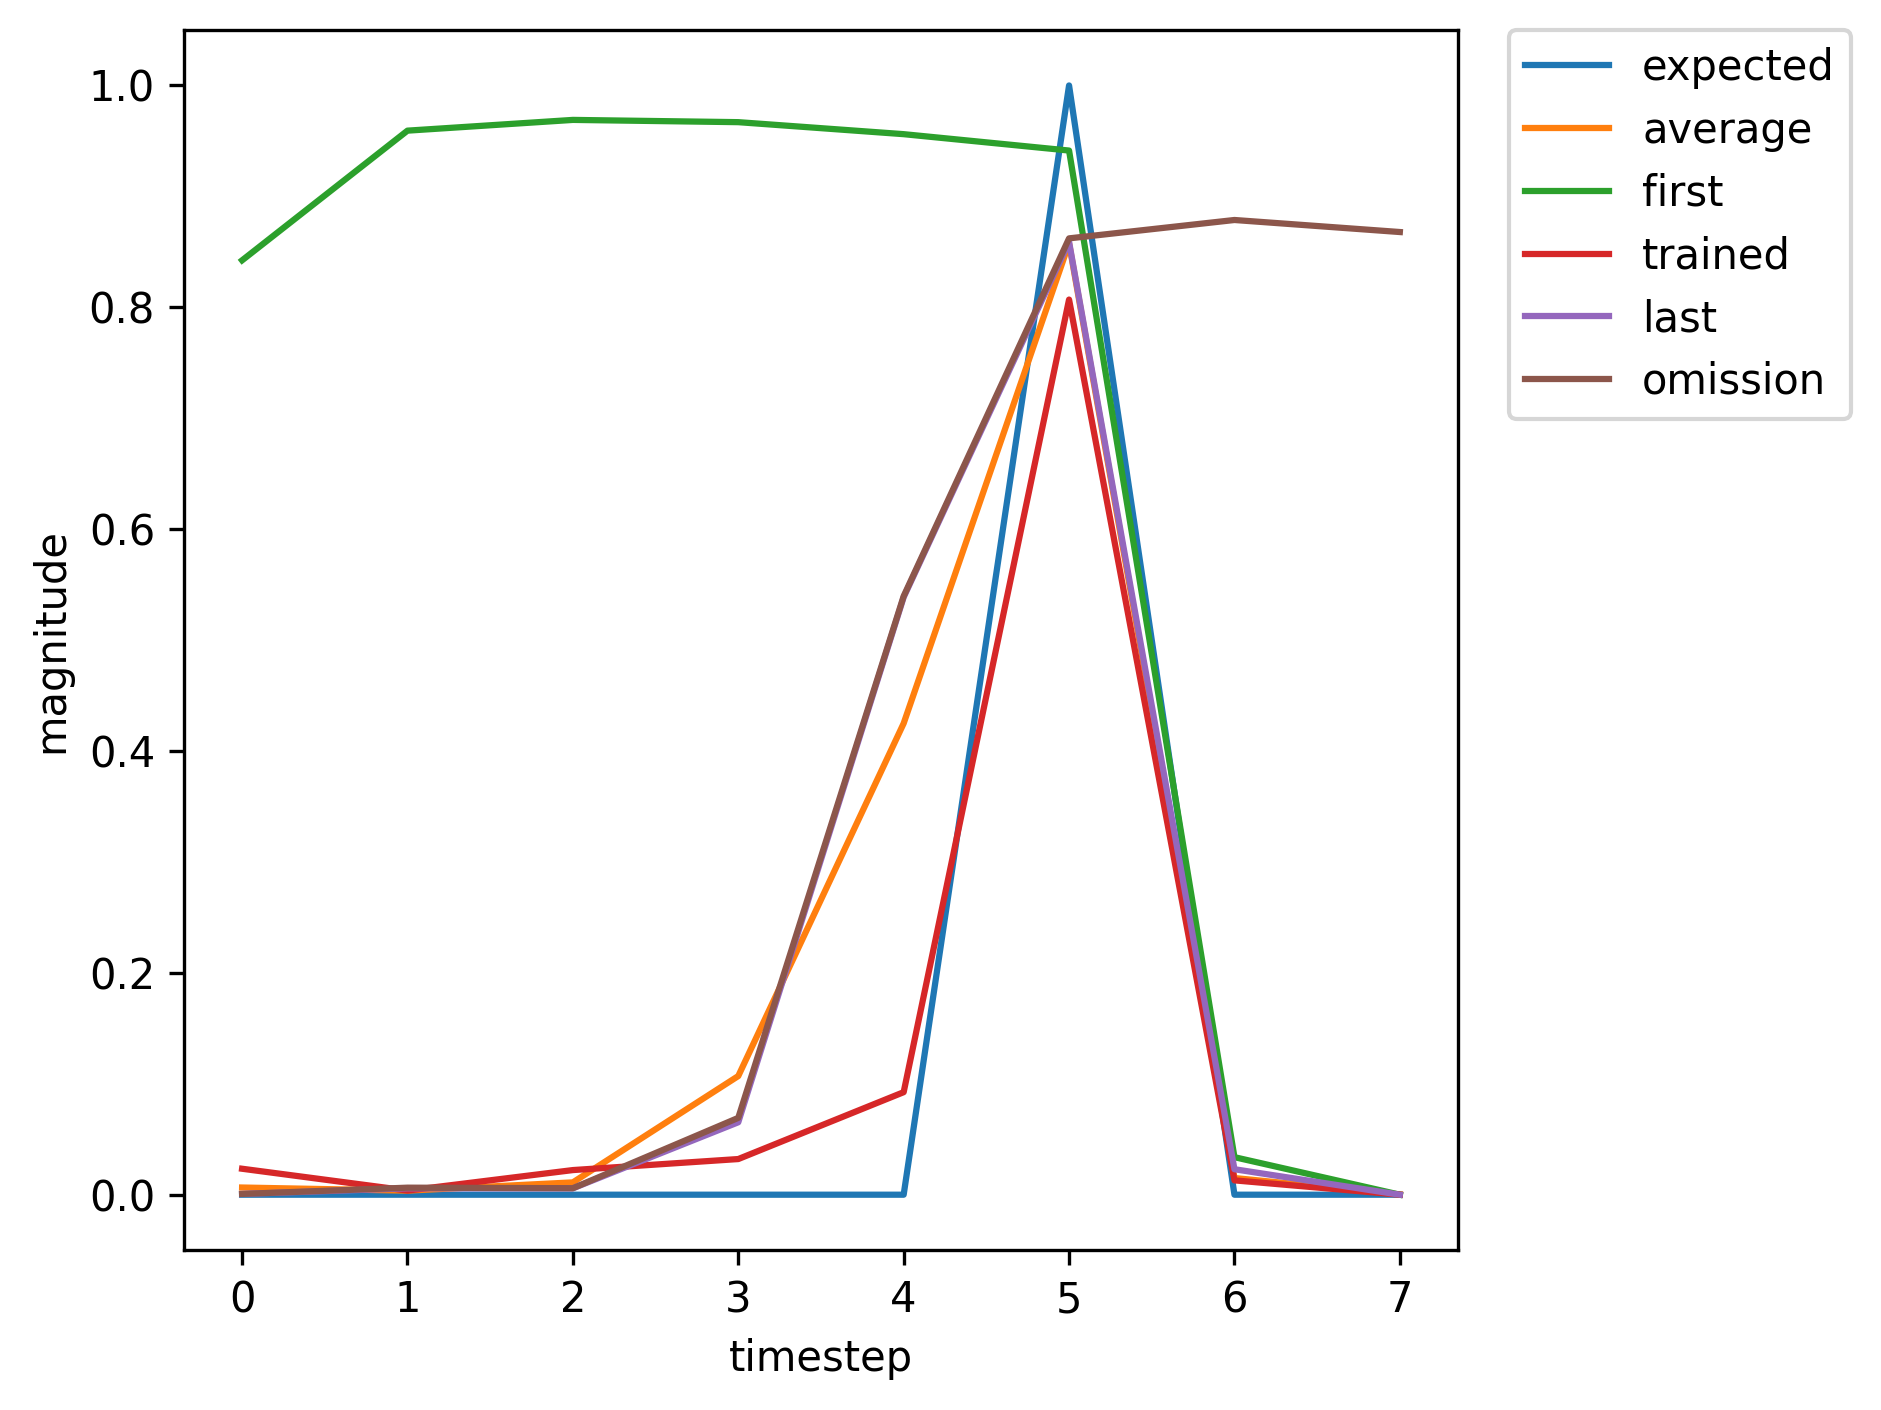 1.0
0.8
0.6
0.4
0.2
0.0
magnitude
0 1 2 3 4 5 6 7
timestep
expected
average
first
trained
last
omission